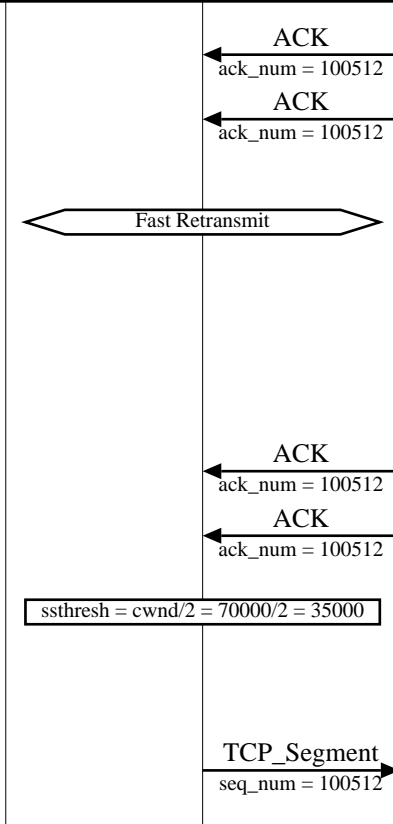 ACK
ack_num = 100512
ACK
ack_num = 100512
Fast Retransmit
ACK
ack_num = 100512
ACK
ack_num = 100512
ssthresh = cwnd/2 = 70000/2 = 35000
TCP_Segment
seq_num = 100512